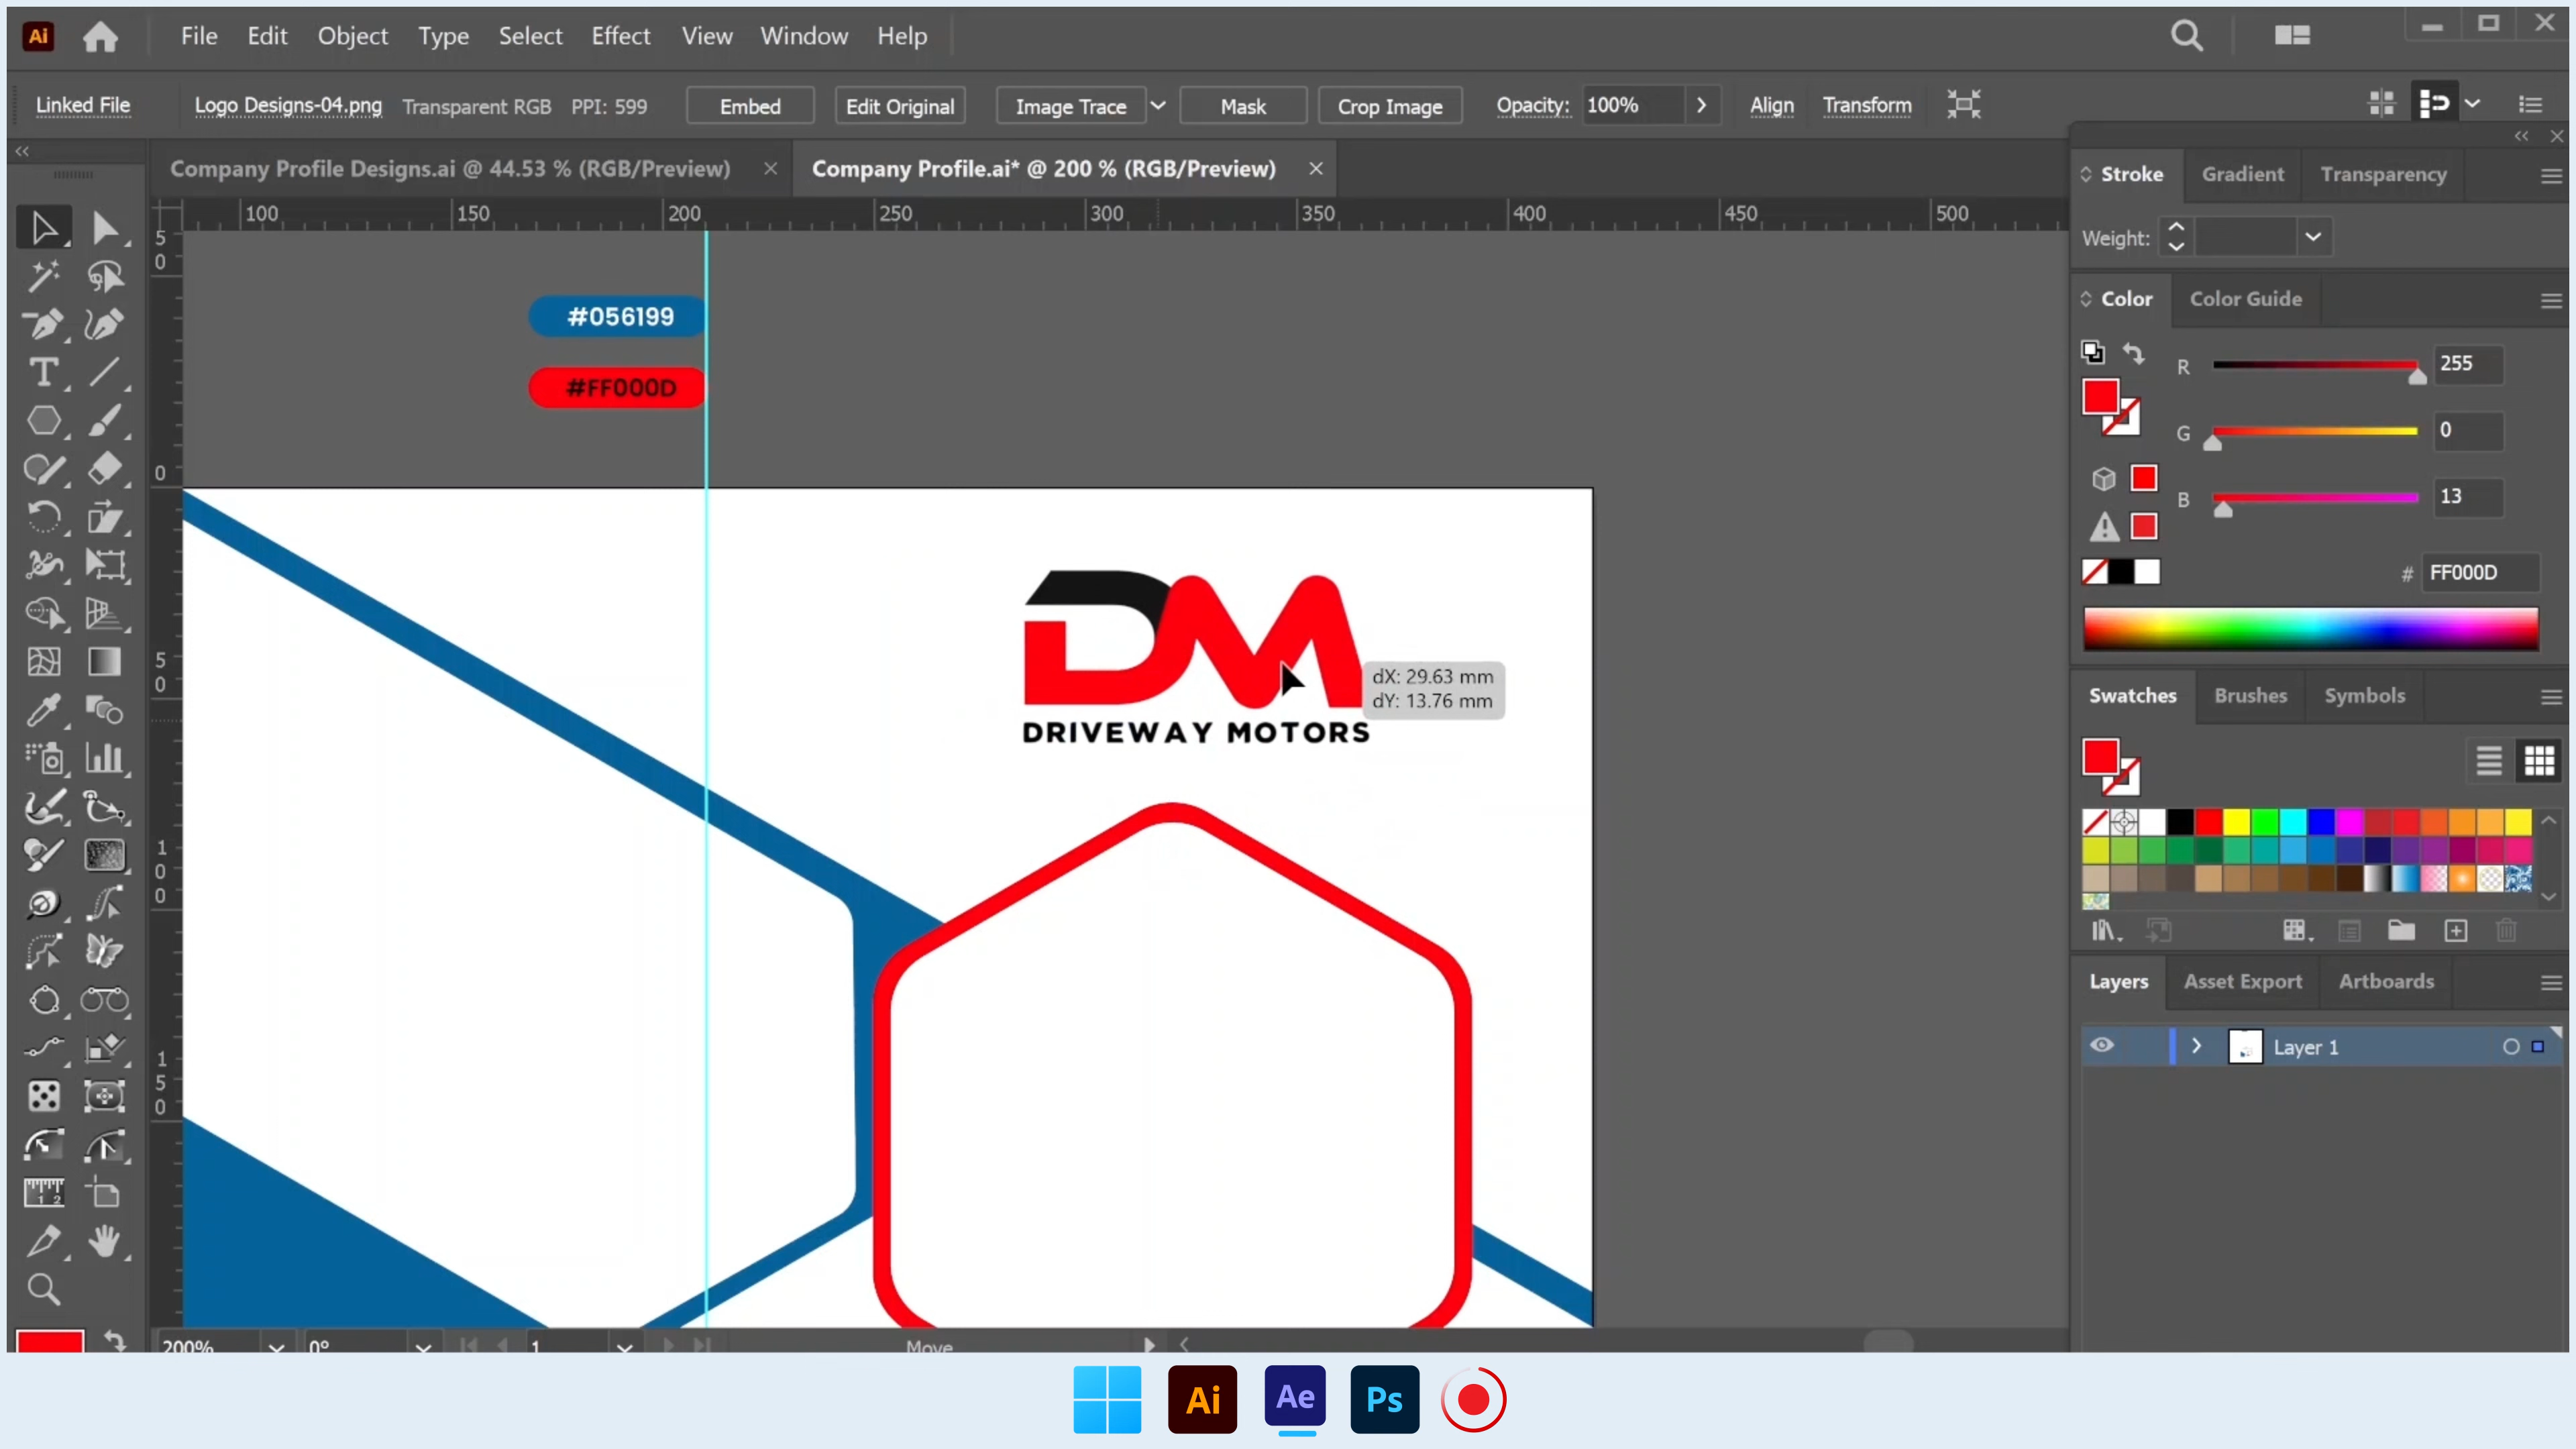 Ai File Edit Object Type Select Effect View Window Help
Linked File Logo Designs-04.png Transparent RGB PPI: 599 Embed Edit Original Image Trace Mask Crop Image Opacity: 100% Align Transform
Company Profile Designs.ai @ 44.53 % (RGB/Preview) Company Profile.ai* @ 200 % (RGB/Preview)
100 150 200 250 300 350 400 450 500
50
0
50
100
150
#056199
#FF000D
DM
DRIVEWAY MOTORS
dX: 29.63 mm
dY: 13.76 mm
Stroke Gradient Transparency
Weight:
Color Color Guide
R 255
G 0
B 13
# FF000D
Swatches Brushes Symbols
Layers Asset Export Artboards
Layer 1
200% 0° 1 Move
Ai Ae Ps